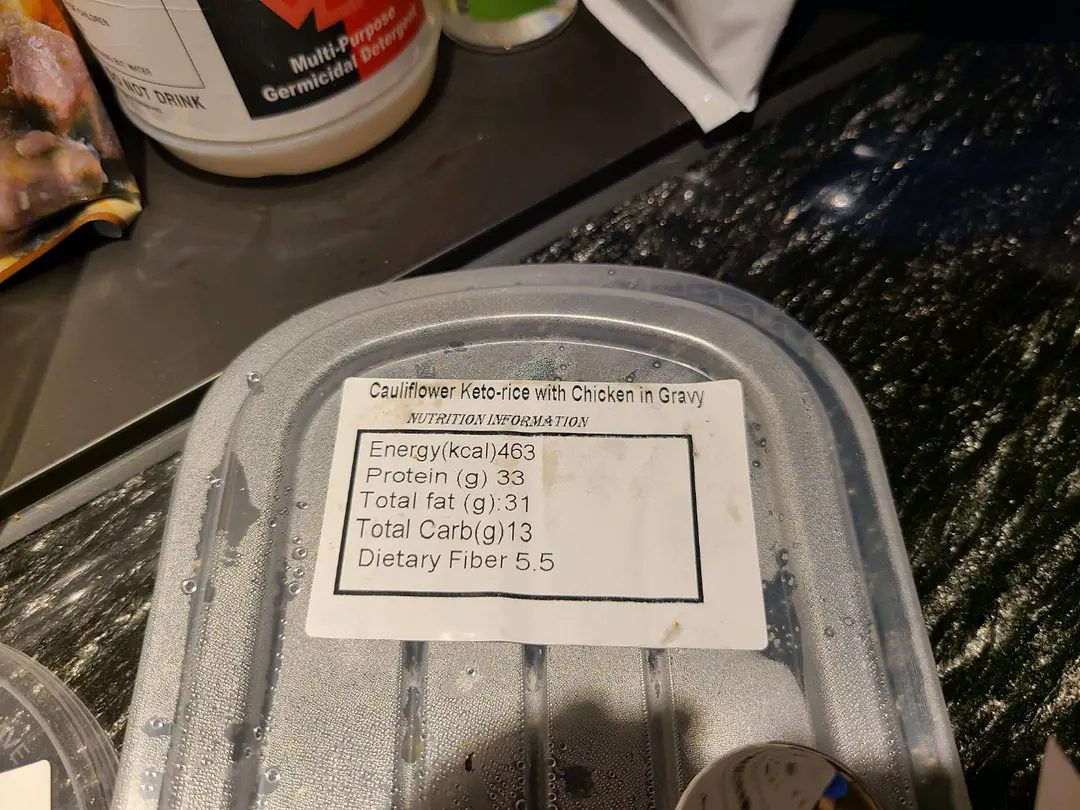 Multi-Purpose
Germicidal Detergent
NOT DRINK
Cauliflower Keto-rice with Chicken in Gravy
NUTRITION INFORMATION
Energy(kcal)463
Protein (g) 33
Total fat (g):31
Total Carb(g)13
Dietary Fiber 5.5